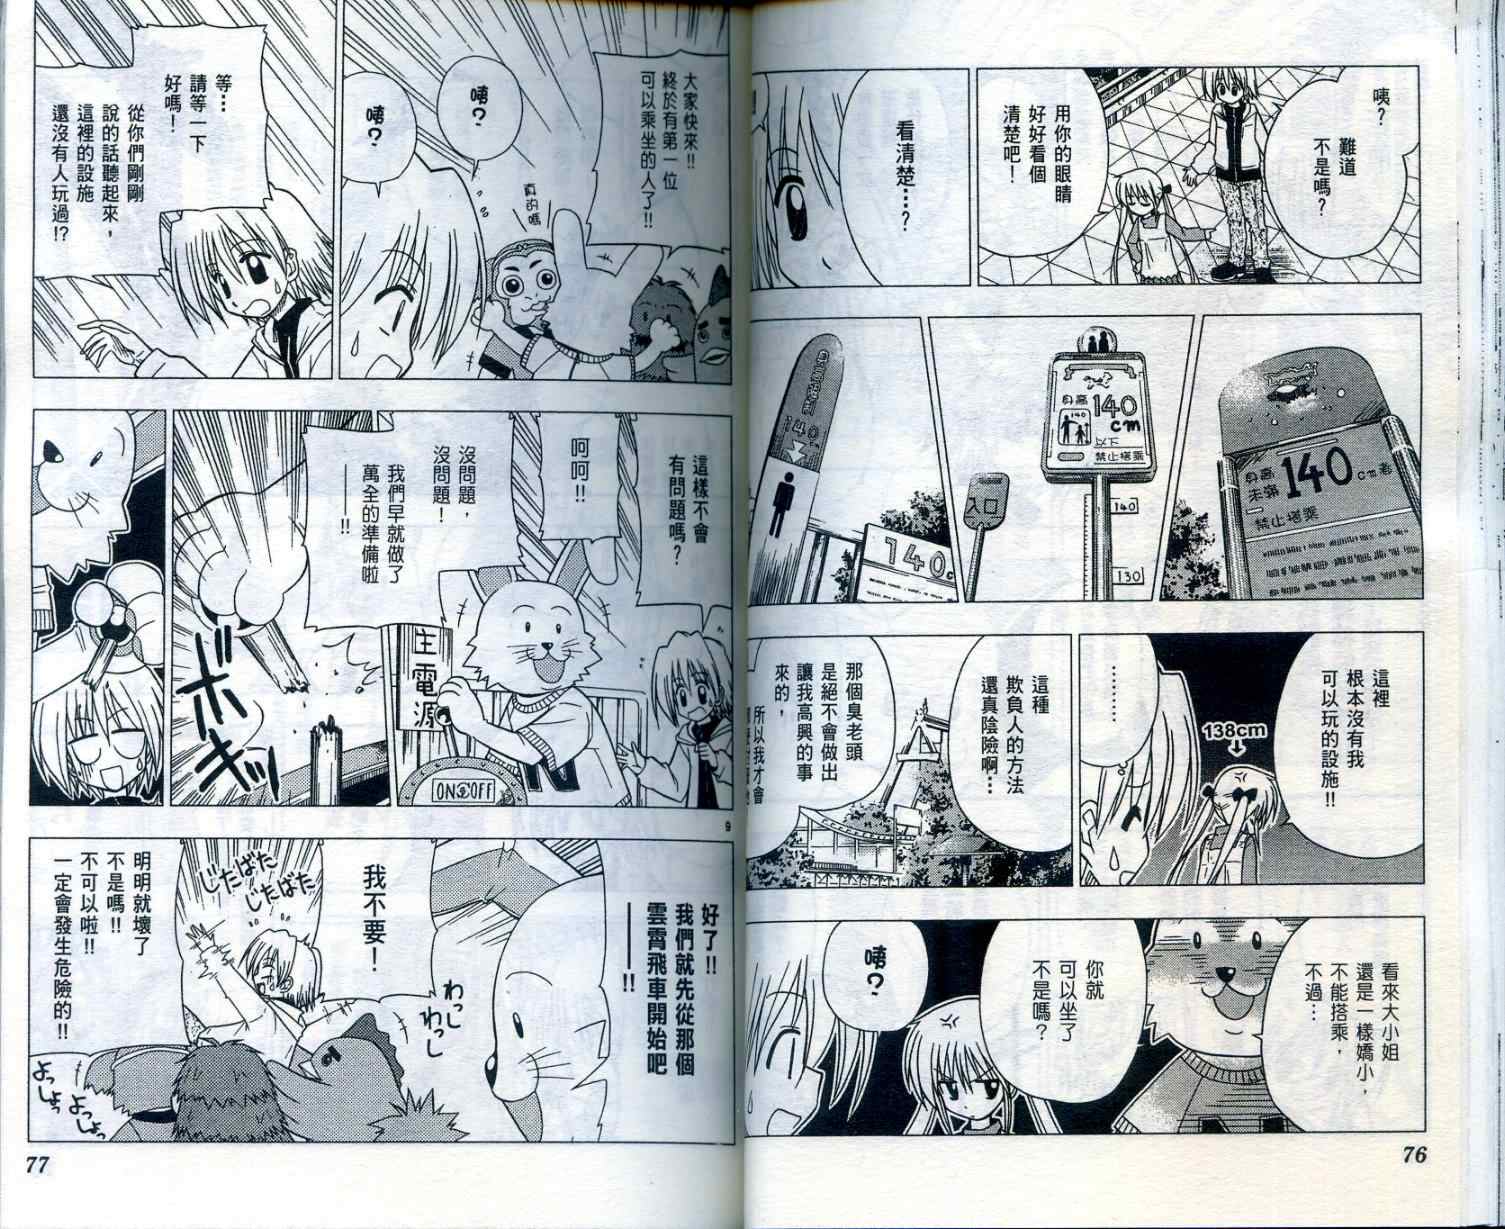 咦？
難道
不是嗎？
用你的眼睛
好好看個
清楚吧！
看清楚…？
身高
未滿140cm者
禁止搭乘
身高
140
cm
140
以下
禁止搭乘
140
130
入口
140
140c
這裡
根本沒有我
可以玩的設施!!
138cm
………
這種
欺負人的方法
還真陰險啊…
那個臭老頭
是絕不會做出
讓我高興的事
來的，
所以我才會
看來大小姐
還是一樣嬌小，
不能搭乘，
不過…
你就
可以坐了
不是嗎？
咦？
76
大家快來!!
終於有第一位
可以乘坐的人了!!
真的嗎
咦？
咦？
等…
請等一下
好嗎！
從你們剛剛
說的話聽起來，
這裡的設施
還沒有人玩過!?
這樣不會
有問題嗎？
呵呵!!
沒問題，
沒問題！
我們早就做了
萬全的準備啦
——!!
主電源
ON OFF
ボキッ
9
好了!!
我們就先從那個
雲霄飛車開始吧
——!!
わっし
わっし
我不要！
じたばた
じたばた
明明就壞了
不是嗎!!
不可以啦!!
一定會發生危險的!!
よっしょっ
よっしょっ
77